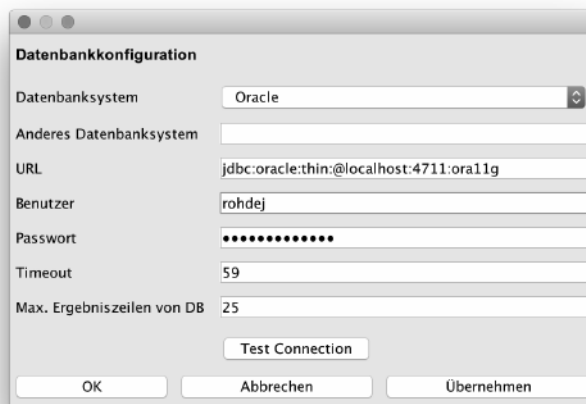 Datenbankkonfiguration
Datenbanksystem Oracle
Anderes Datenbanksystem
URL jdbc:oracle:thin:@localhost:4711:ora11g
Benutzer rohdej
Passwort •••••••••••••
Timeout 59
Max. Ergebniszeilen von DB 25
Test Connection
OK Abbrechen Übernehmen